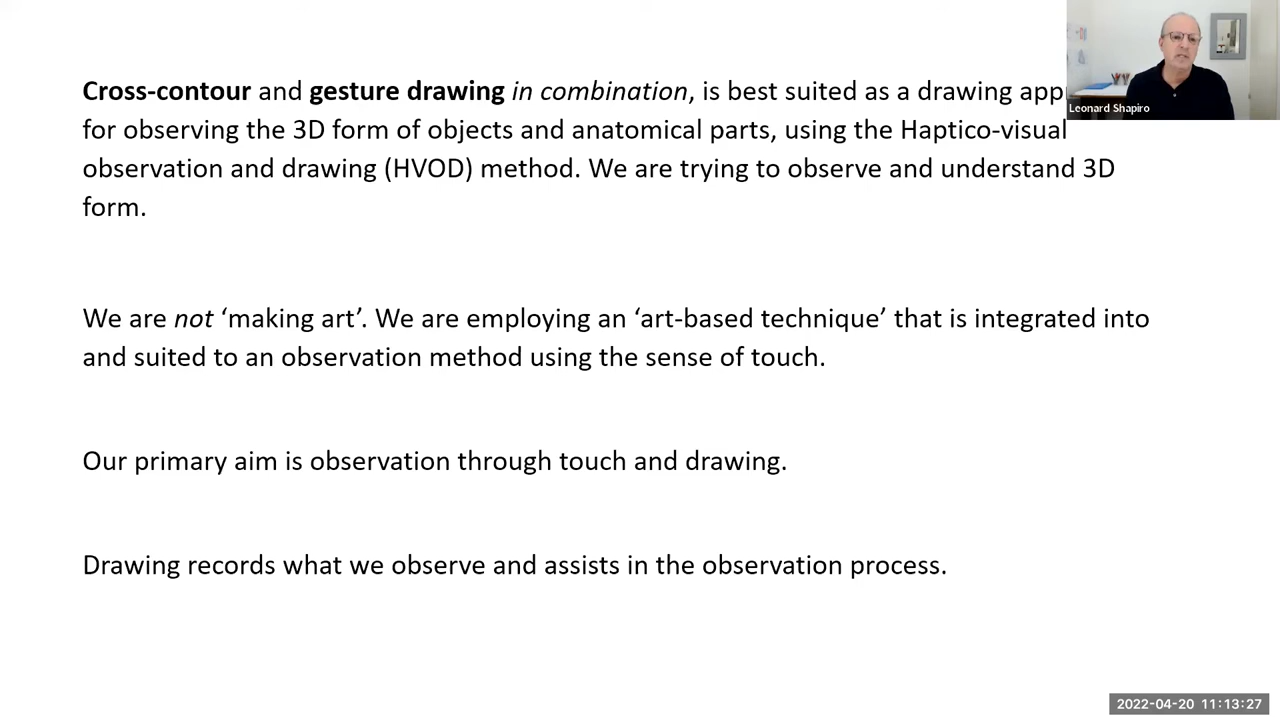 Cross-contour and gesture drawing in combination, is best suited as a drawing app
for observing the 3D form of objects and anatomical parts, using the Haptico-visual
observation and drawing (HVOD) method. We are trying to observe and understand 3D
form.
We are not ‘making art’. We are employing an ‘art-based technique’ that is integrated into
and suited to an observation method using the sense of touch.
Our primary aim is observation through touch and drawing.
Drawing records what we observe and assists in the observation process.
Leonard Shapiro
2022-04-20 11:13:27